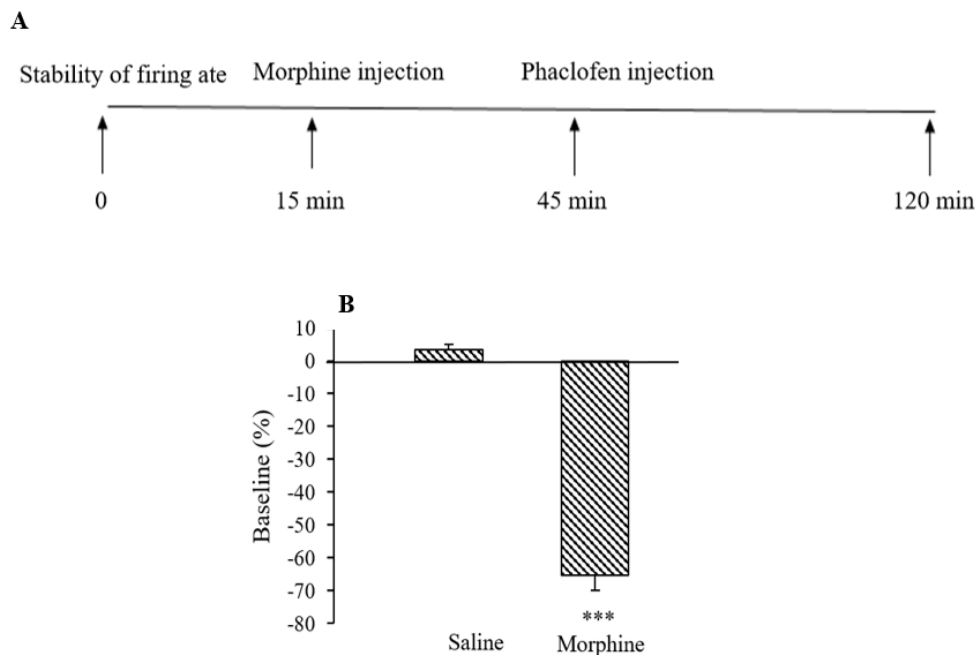 A
Stability of firing ate Morphine injection Phaclofen injection
0 15 min 45 min 120 min
B
10
0
-10
-20
-30
-40
-50
-60
-70
-80
Baseline (%)
***
Saline Morphine